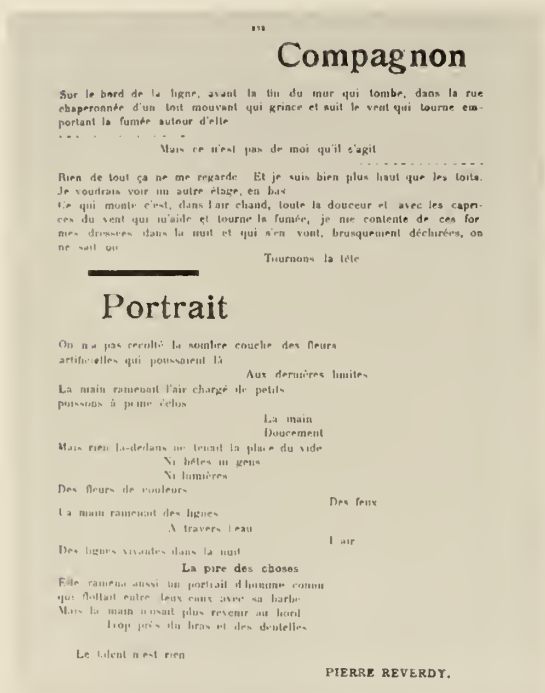 Compagnon
Sur le bord de la ligne, avant la fin du mur qui tombe, dans la rue
chaperonnée d'un toit mouvant qui grince et suit le vent qui tourne em-
portant la fumée autour d'elle
Mais ce n'est pas de moi qu'il s'agit
Rien de tout ça ne me regarde Et je suis bien plus haut que les toits.
Je voudrais voir un autre étage, en bas
Ce qui monte c'est, dans l'air chaud, toute la douceur et avec les capri-
ces du vent qui m'aide et tourne la fumée, je me contente de ces for
mes dressées dans la nuit et qui s'en vont, brusquement déchirées, on
ne sait où
Tournons la tête
Portrait
On n'a pas récolté la sombre couche des fleurs
artificielles qui poussaient là
Aux dernières limites
La main ramenait l'air chargé de petits
poissons à peine éclos
La main
Doucement
Mais rien là-dedans ne tenait la place du vide
Ni bêtes ni gens
Ni lumières
Des fleurs de couleurs
Des feux
La main ramenait des lignes
A travers l'eau
L'air
Des lignes vivantes dans la nuit
La pire des choses
Elle ramena aussi un portrait d'homme connu
qui flottait entre deux eaux avec sa barbe
Mais la main n'osait plus revenir au bord
Trop près du bras et des dentelles
Le talent n'est rien
PIERRE REVERDY.